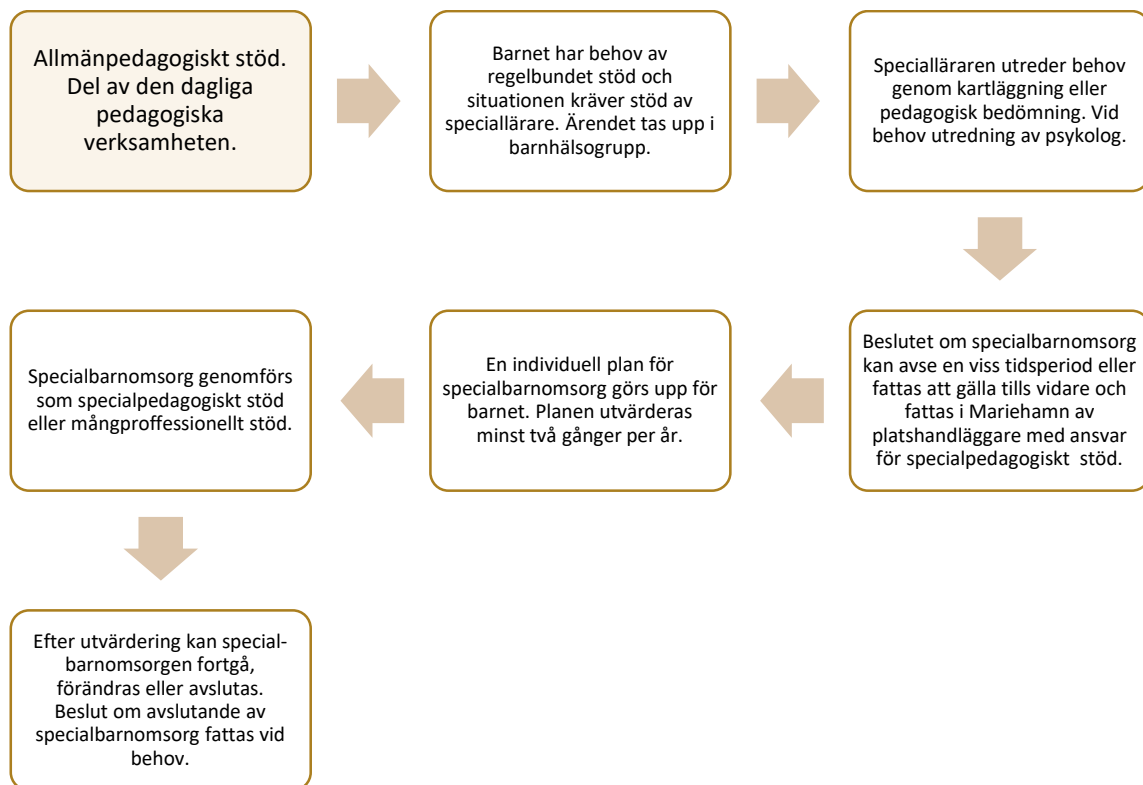 Allmänpedagogiskt stöd.
Del av den dagliga
pedagogiska
verksamheten.
Barnet har behov av
regelbundet stöd och
situationen kräver stöd av
speciallärare. Ärendet tas upp i
barnhälsogrupp.
Specialläraren utreder behov
genom kartläggning eller
pedagogisk bedömning. Vid
behov utredning av psykolog.
Beslutet om specialbarnomsorg
kan avse en viss tidsperiod eller
fattas att gälla tills vidare och
fattas i Mariehamn av
platshandläggare med ansvar
för specialpedagogiskt  stöd.
En individuell plan för
specialbarnomsorg görs upp för
barnet. Planen utvärderas
minst två gånger per år.
Specialbarnomsorg genomförs
som specialpedagogiskt stöd
eller mångproffessionellt stöd.
Efter utvärdering kan special-
barnomsorgen fortgå,
förändras eller avslutas.
Beslut om avslutande av
specialbarnomsorg fattas vid
behov.